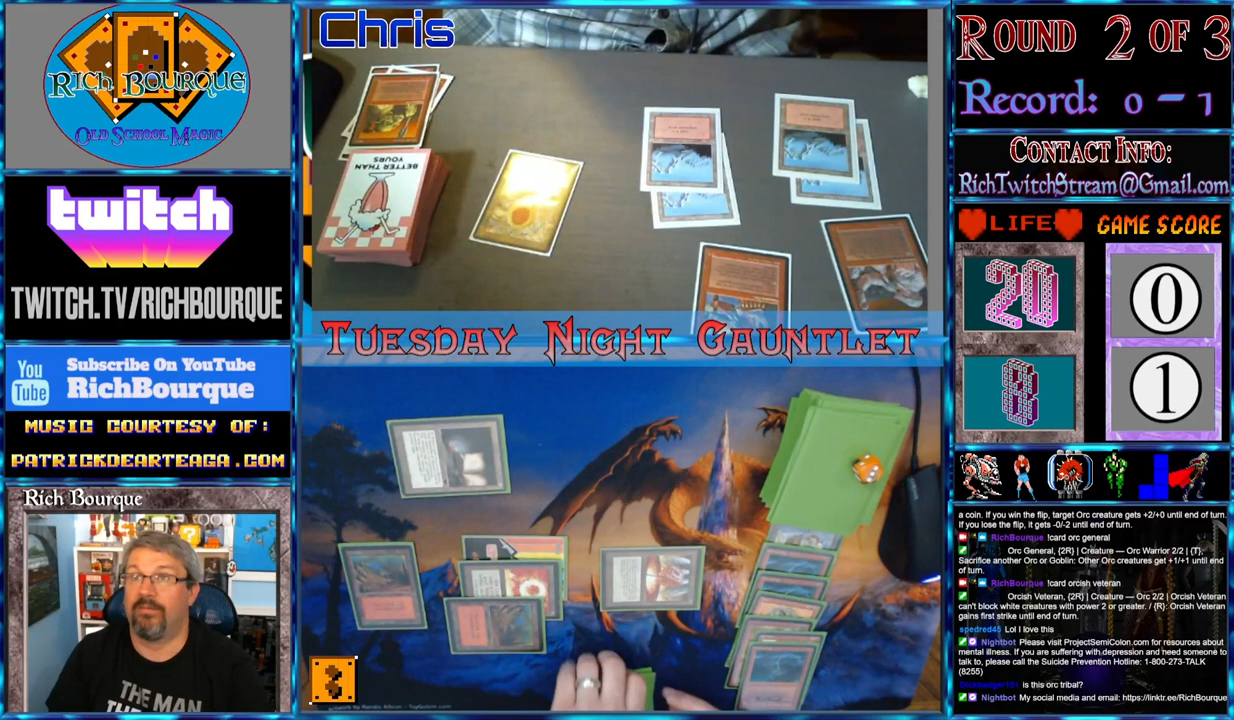 Rich Bourque
Old School Magic
twitch
TWITCH.TV/RICHBOURQUE
You
Tube
Subscribe On YouTube
RichBourque
MUSIC COURTESY OF:
PATRICKDEARTEAGA.COM
Rich Bourque
THE MAN
Chris
BETTER THAN
YOURS
Tuesday Night Gauntlet
Round 2 of 3
Record: 0 - 1
Contact Info:
RichTwitchStream@Gmail.com
LIFE
GAME SCORE
20
0
8
1
a coin. If you win the flip, target Orc creature gets +2/+0 until end of turn.
If you lose the flip, it gets -0/-2 until end of turn.
RichBourque !card orc general
Orc General, {2R} | Creature — Orc Warrior 2/2 | {T},
Sacrifice another Orc or Goblin: Other Orc creatures get +1/+1 until end
of turn.
RichBourque !card orcish veteran
Orcish Veteran, {2R} | Creature — Orc 2/2 | Orcish Veteran
can't block white creatures with power 2 or greater. / {R}: Orcish Veteran
gains first strike until end of turn.
spedred45 Lol I love this
Nightbot Please visit ProjectSemiColon.com for resources about
mental illness. If you are suffering with depression and need someone to
talk to, please call the Suicide Prevention Hotline: 1-800-273-TALK
(8255)
is this orc tribal?
Nightbot My social media and email: https://linktr.ee/RichBourque